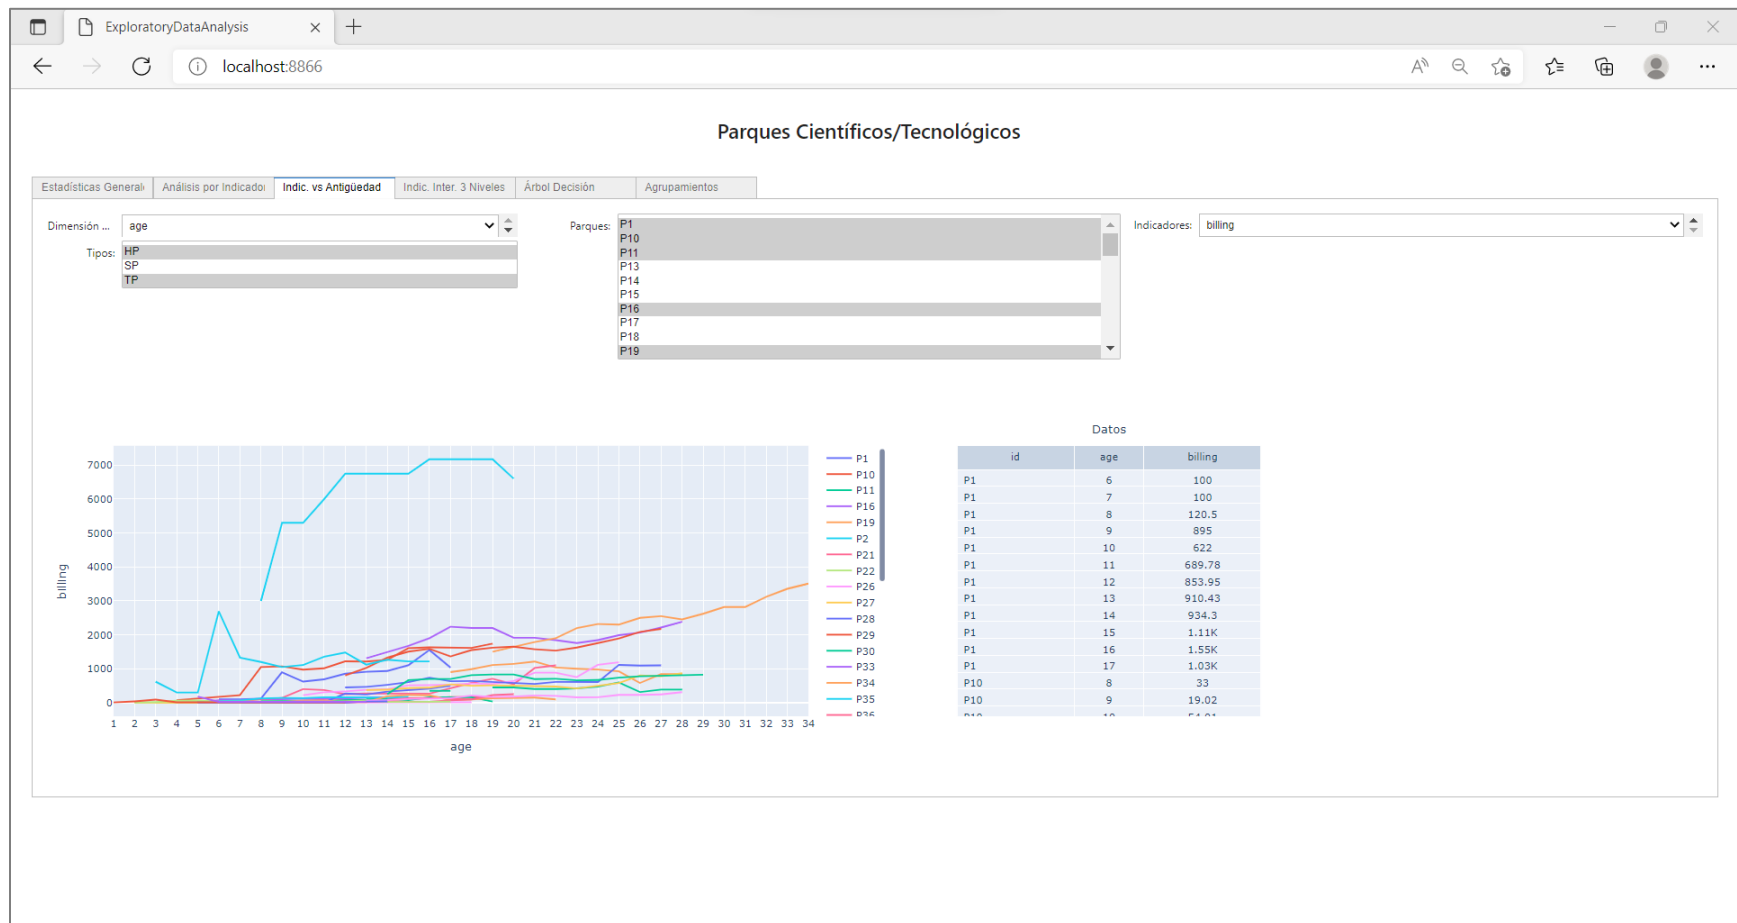 ExploratoryDataAnalysis
localhost:8866
Parques Científicos/Tecnológicos
Estadísticas General
Análisis por Indicador
Indic. vs Antigüedad
Indic. Inter. 3 Niveles
Árbol Decisión
Agrupamientos
Dimensión ...
age
Tipos:
HP
SP
TP
Parques:
P1
P10
P11
P13
P14
P15
P16
P17
P18
P19
Indicadores:
billing
7000
6000
5000
4000
3000
2000
1000
0
billing
1 2 3 4 5 6 7 8 9 10 11 12 13 14 15 16 17 18 19 20 21 22 23 24 25 26 27 28 29 30 31 32 33 34
age
P1
P10
P11
P16
P19
P2
P21
P22
P26
P27
P28
P29
P30
P33
P34
P35
P36
Datos
id age billing
P1 6 100
P1 7 100
P1 8 120.5
P1 9 895
P1 10 622
P1 11 689.78
P1 12 853.95
P1 13 910.43
P1 14 934.3
P1 15 1.11K
P1 16 1.55K
P1 17 1.03K
P10 8 33
P10 9 19.02